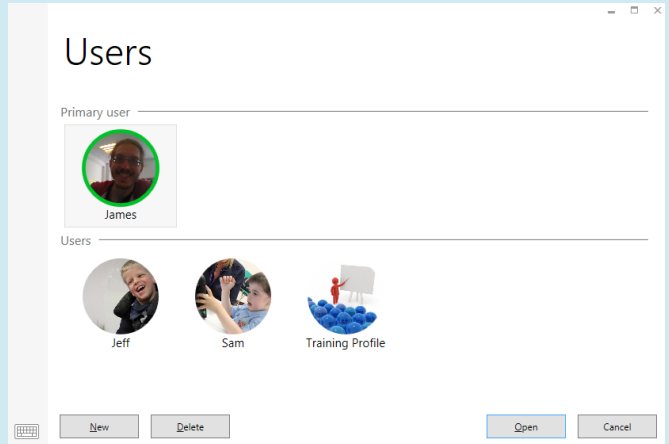 Users
Primary user
James
Users
Jeff Sam Training Profile
New Delete Open Cancel